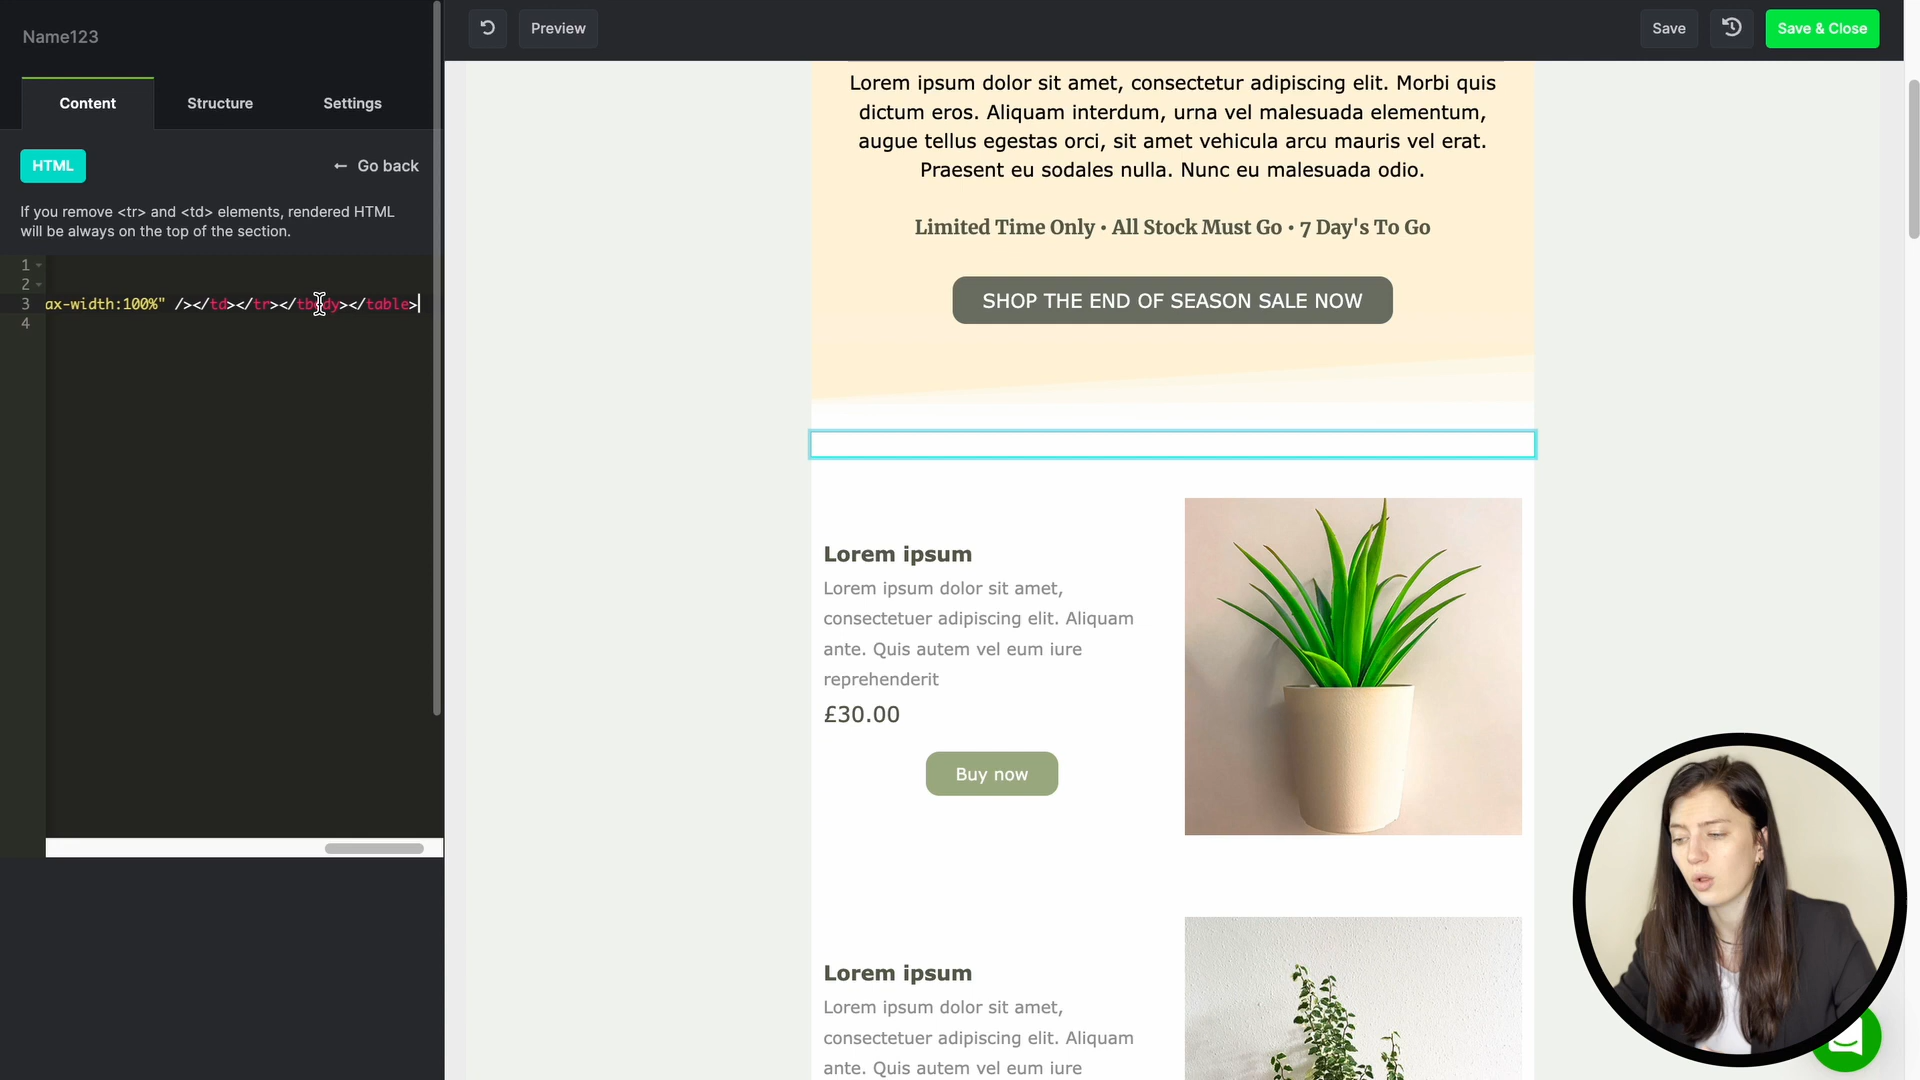 Name123
Preview
Save
Save & Close
Content
Structure
Settings
HTML
← Go back
If you remove <tr> and <td> elements, rendered HTML
will be always on the top of the section.
1
2
3 ax-width:100%" /></td></tr></tbody></table>
4
Lorem ipsum dolor sit amet, consectetur adipiscing elit. Morbi quis
dictum eros. Aliquam interdum, urna vel malesuada elementum,
augue tellus egestas orci, sit amet vehicula arcu mauris vel erat.
Praesent eu sodales nulla. Nunc eu malesuada odio.
Limited Time Only • All Stock Must Go • 7 Day's To Go
SHOP THE END OF SEASON SALE NOW
Lorem ipsum
Lorem ipsum dolor sit amet,
consectetuer adipiscing elit. Aliquam
ante. Quis autem vel eum iure
reprehenderit
£30.00
Buy now
Lorem ipsum
Lorem ipsum dolor sit amet,
consectetuer adipiscing elit. Aliquam
ante. Quis autem vel eum iure